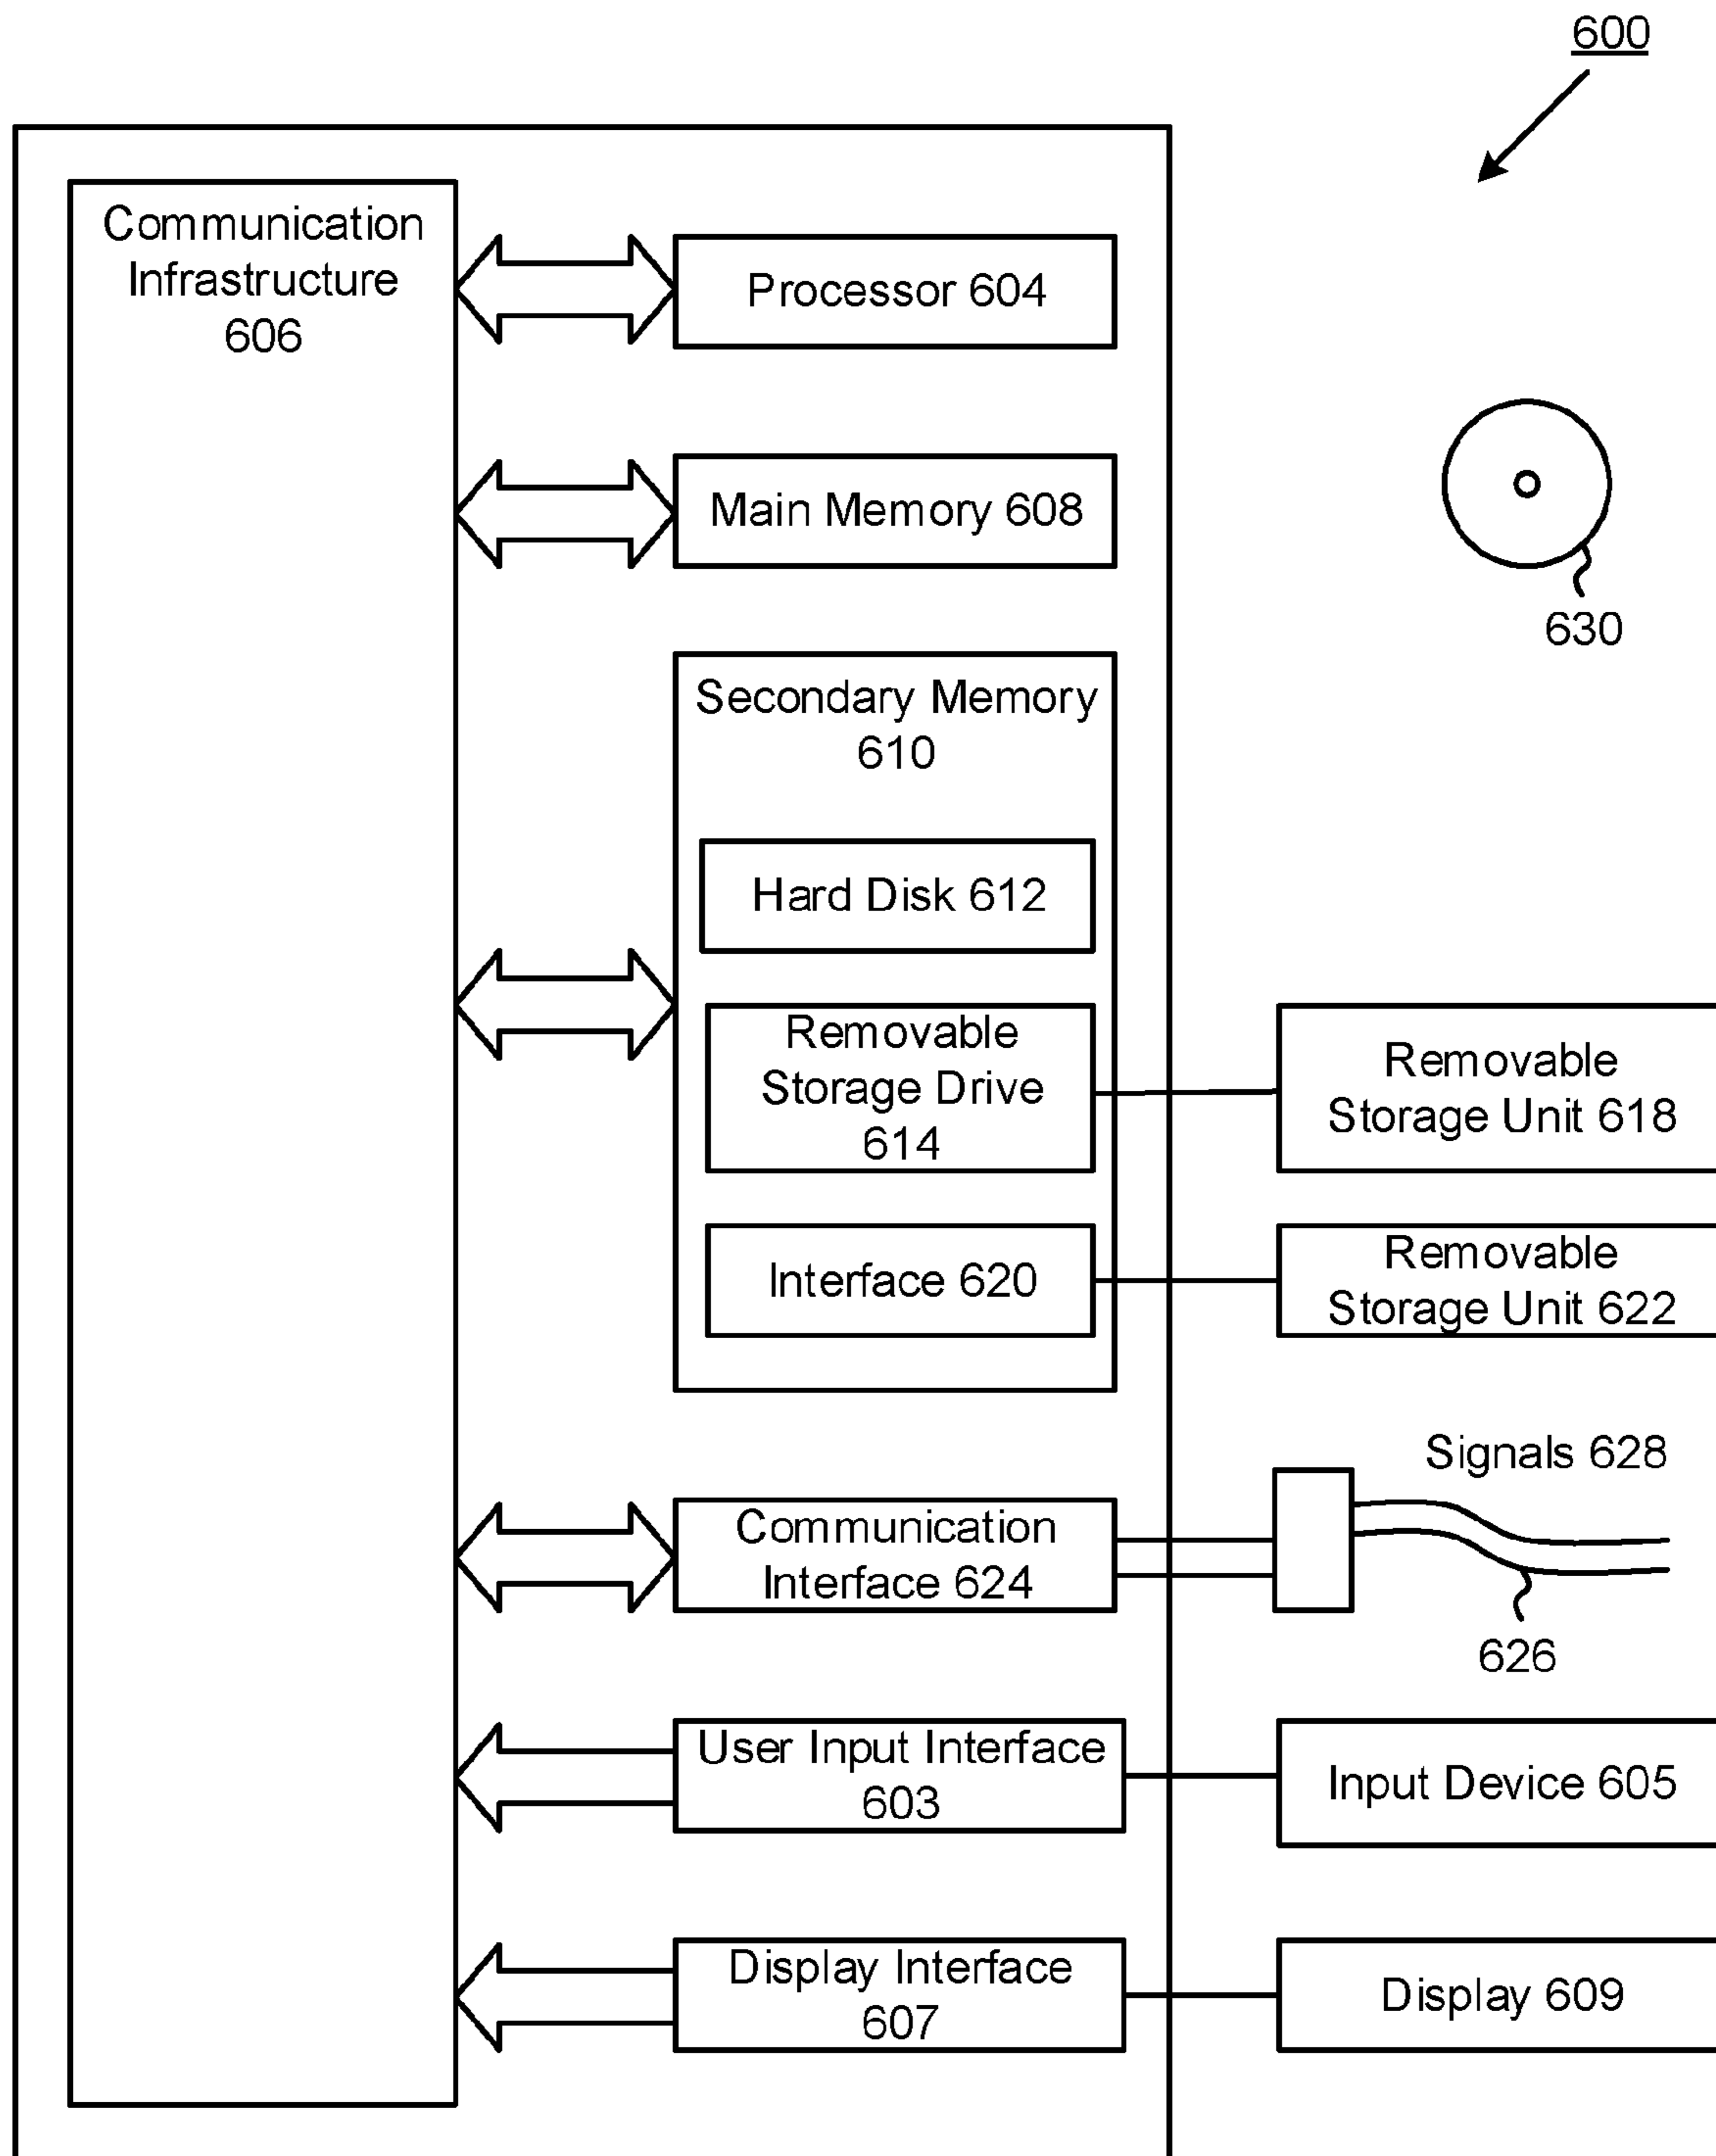 600
Communication
Infrastructure
606
Processor 604
Main Memory 608
630
Secondary Memory
610
Hard Disk 612
Removable
Storage Drive
614
Removable
Storage Unit 618
Interface 620
Removable
Storage Unit 622
Signals 628
Communication
Interface 624
626
User Input Interface
603
Input Device 605
Display Interface
607
Display 609